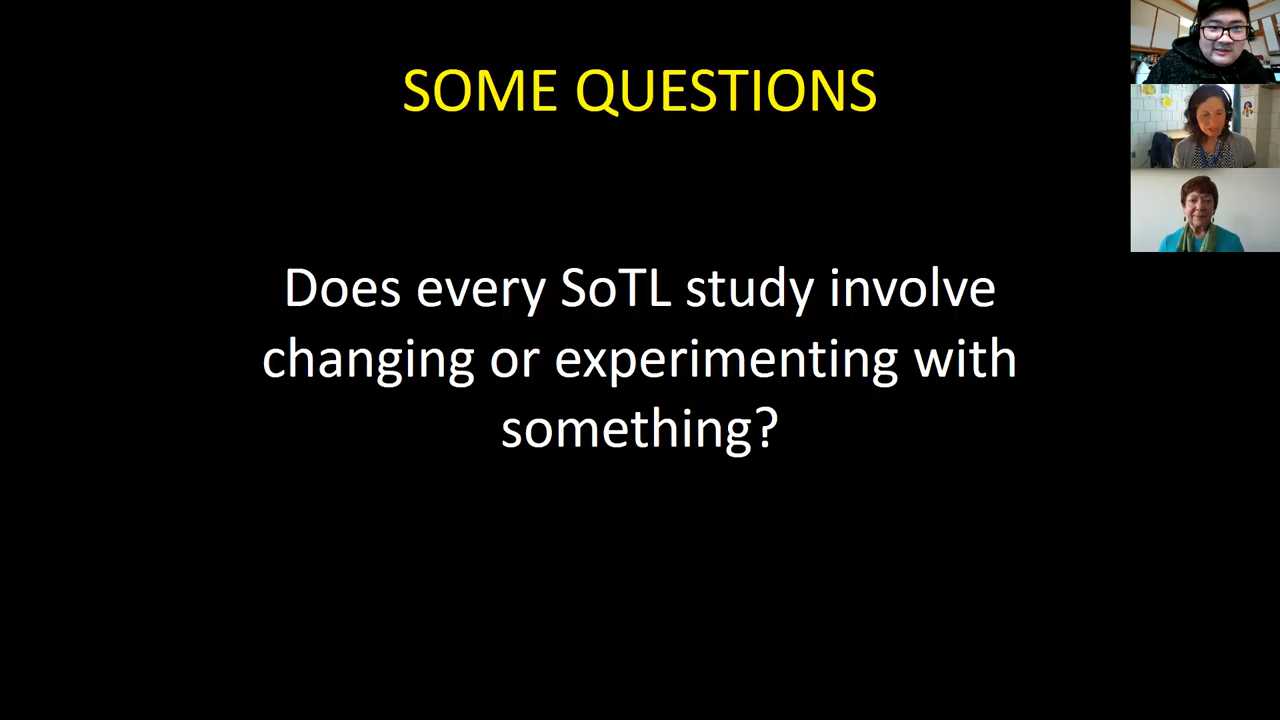 SOME QUESTIONS
Does every SoTL study involve
changing or experimenting with
something?